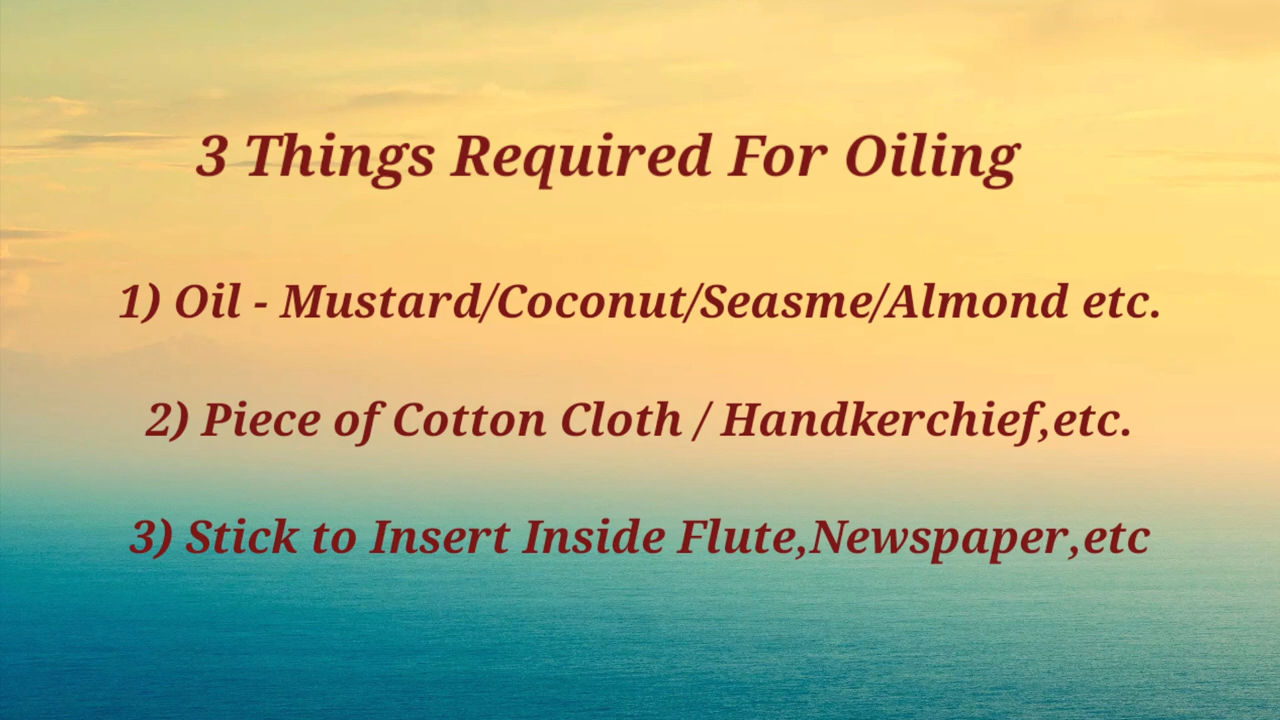 3 Things Required For Oiling
1) Oil - Mustard/Coconut/Seasme/Almond etc.
2) Piece of Cotton Cloth / Handkerchief,etc.
3) Stick to Insert Inside Flute,Newspaper,etc